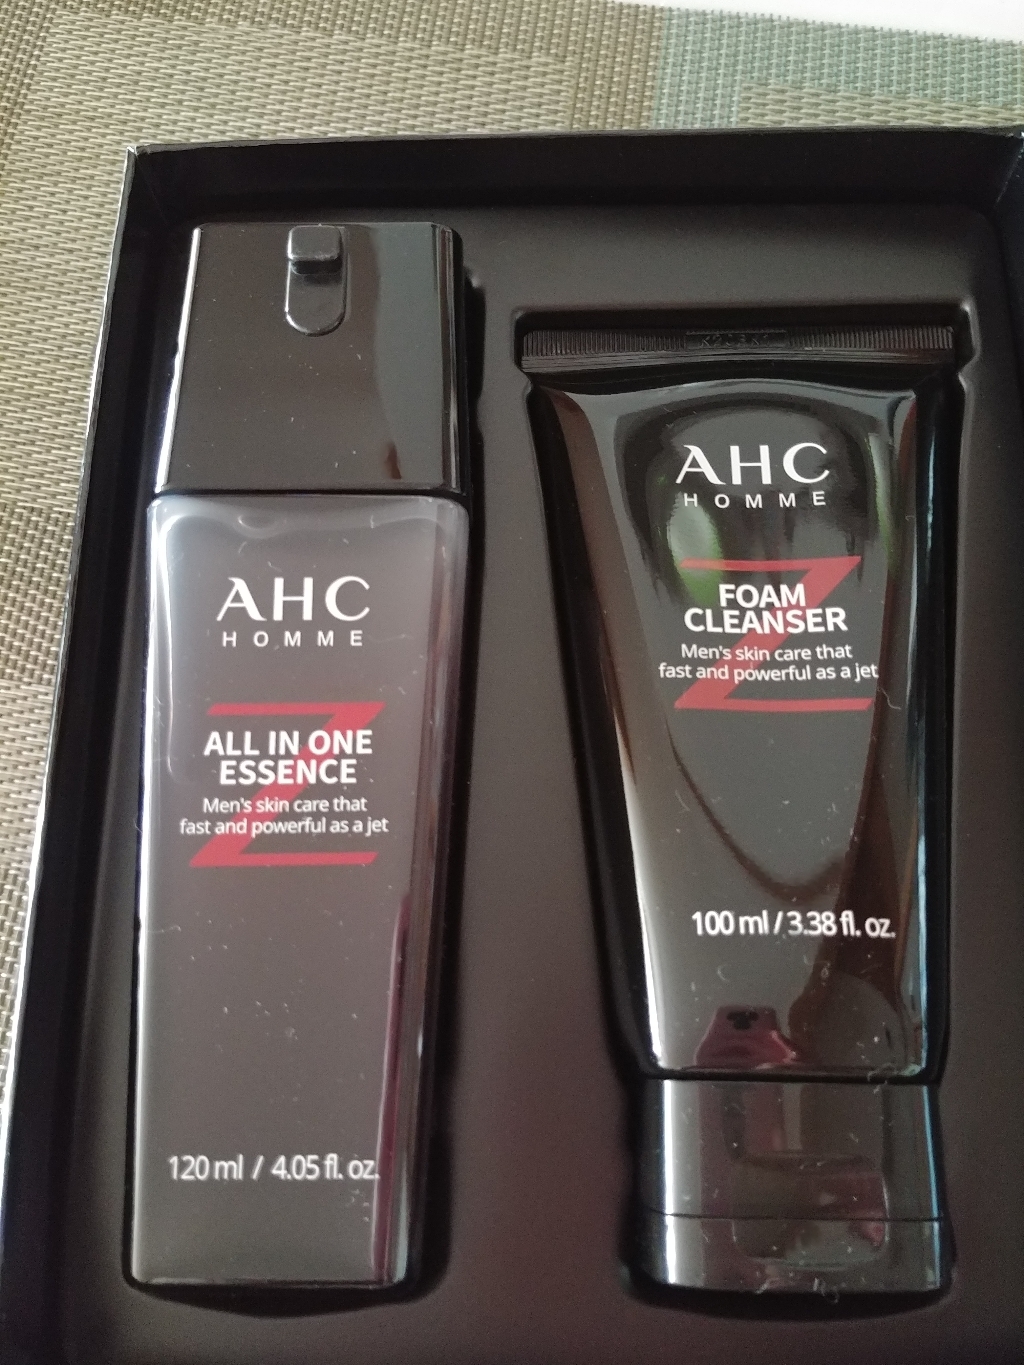 AHC
HOMME
Z
ALL IN ONE
ESSENCE
Men's skin care that
fast and powerful as a jet
120 ml / 4.05 fl. oz.
AHC
HOMME
Z
FOAM
CLEANSER
Men's skin care that
fast and powerful as a jet
100 ml / 3.38 fl. oz.